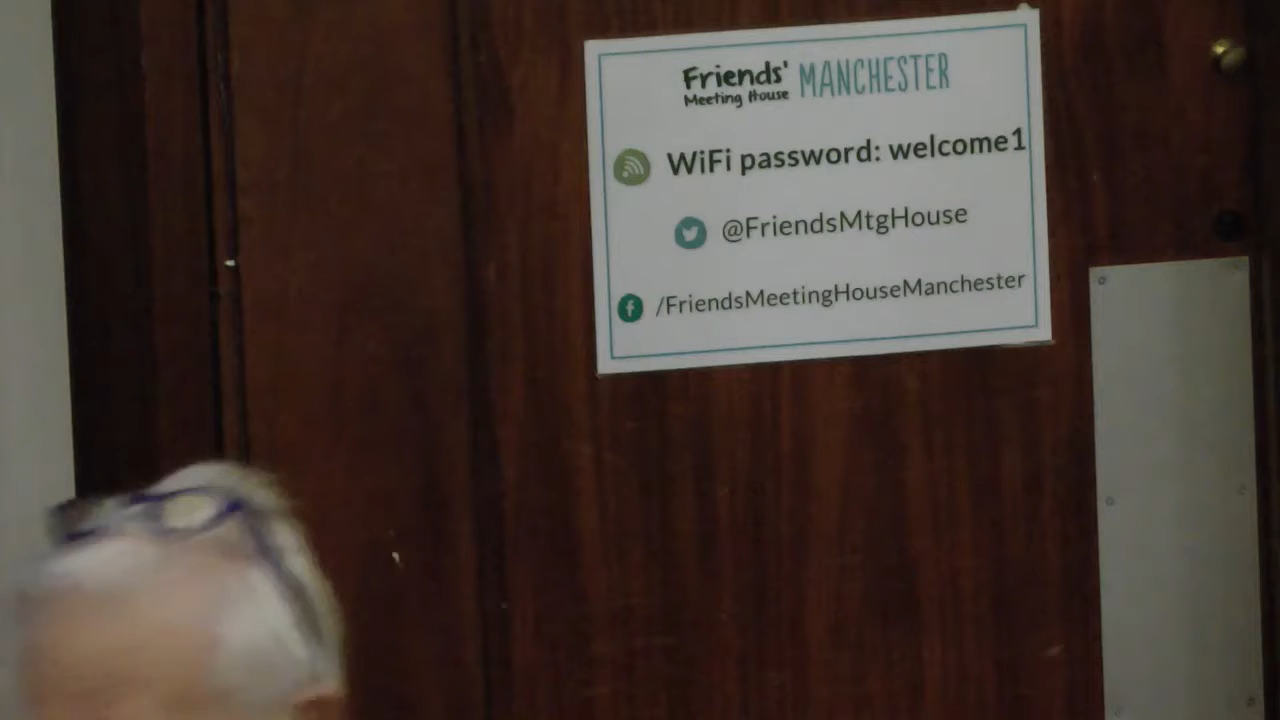 Friends' Meeting House MANCHESTER
WiFi password: welcome1
@FriendsMtgHouse
/FriendsMeetingHouseManchester